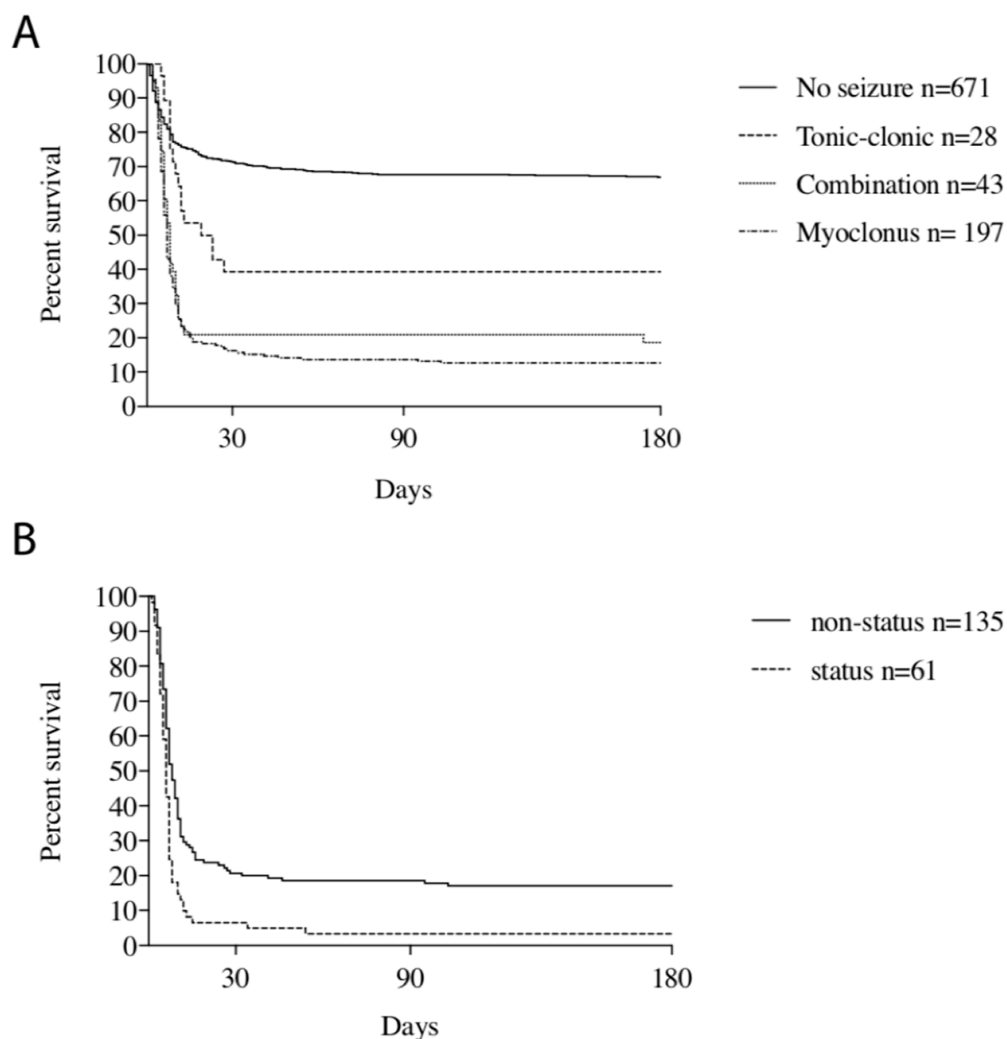 A
100
90
80
70
60
50
40
30
20
10
0
Percent survival
30 90 180
Days
No seizure n=671
Tonic-clonic n=28
Combination n=43
Myoclonus n= 197
B
100
90
80
70
60
50
40
30
20
10
0
Percent survival
30 90 180
Days
non-status n=135
status n=61